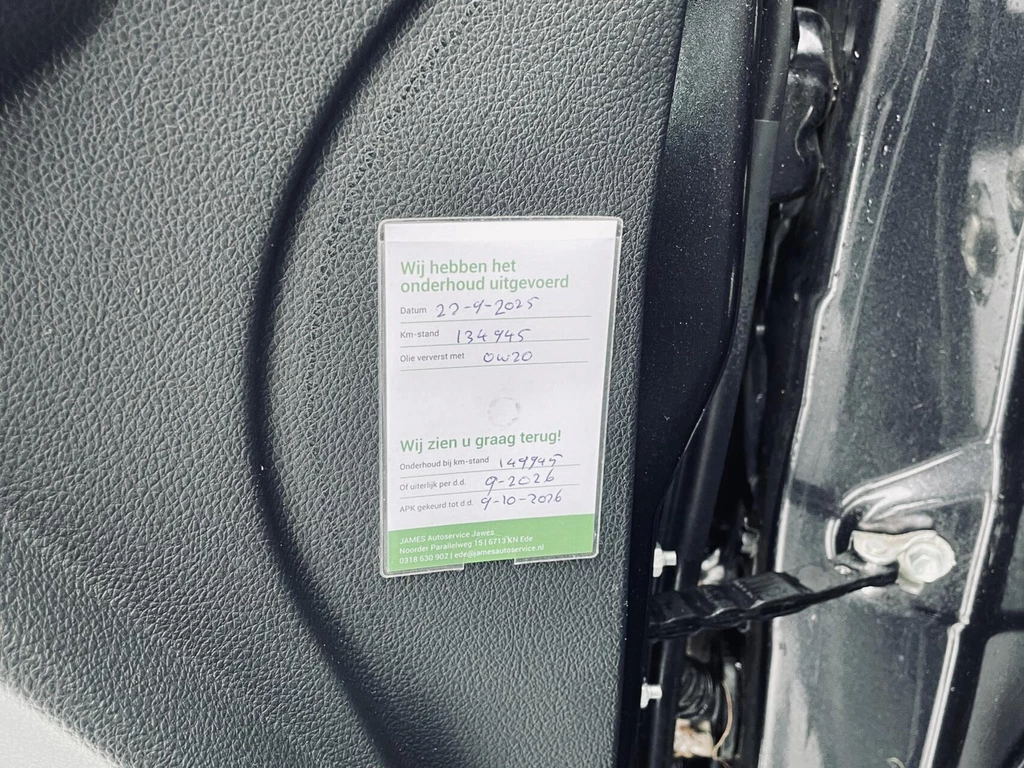 Wij hebben het
onderhoud uitgevoerd
Datum 22-9-2025
Km-stand 134945
Olie ververst met 0W20
Wij zien u graag terug!
Onderhoud bij km-stand 149945
Of uiterlijk per d.d. 9-2026
APK gekeurd tot d.d. 9-10-2026
JAMES Autoservice Jawez
Noorder Parallelweg 15 | 6713 KN Ede
0318 630 902 | ede@jamesautoservice.nl